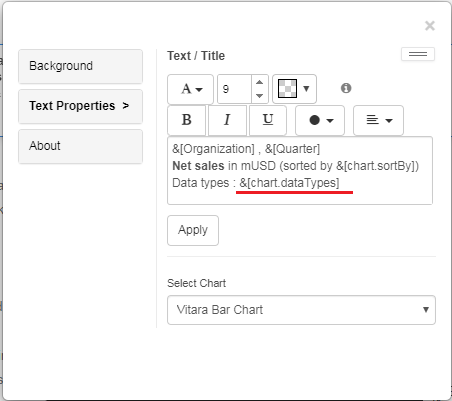 ×
Background
Text Properties >
About
Text / Title
A
9
B I U
&[Organization] , &[Quarter]
Net sales in mUSD (sorted by &[chart.sortBy])
Data types : &[chart.dataTypes]
Apply
Select Chart
Vitara Bar Chart